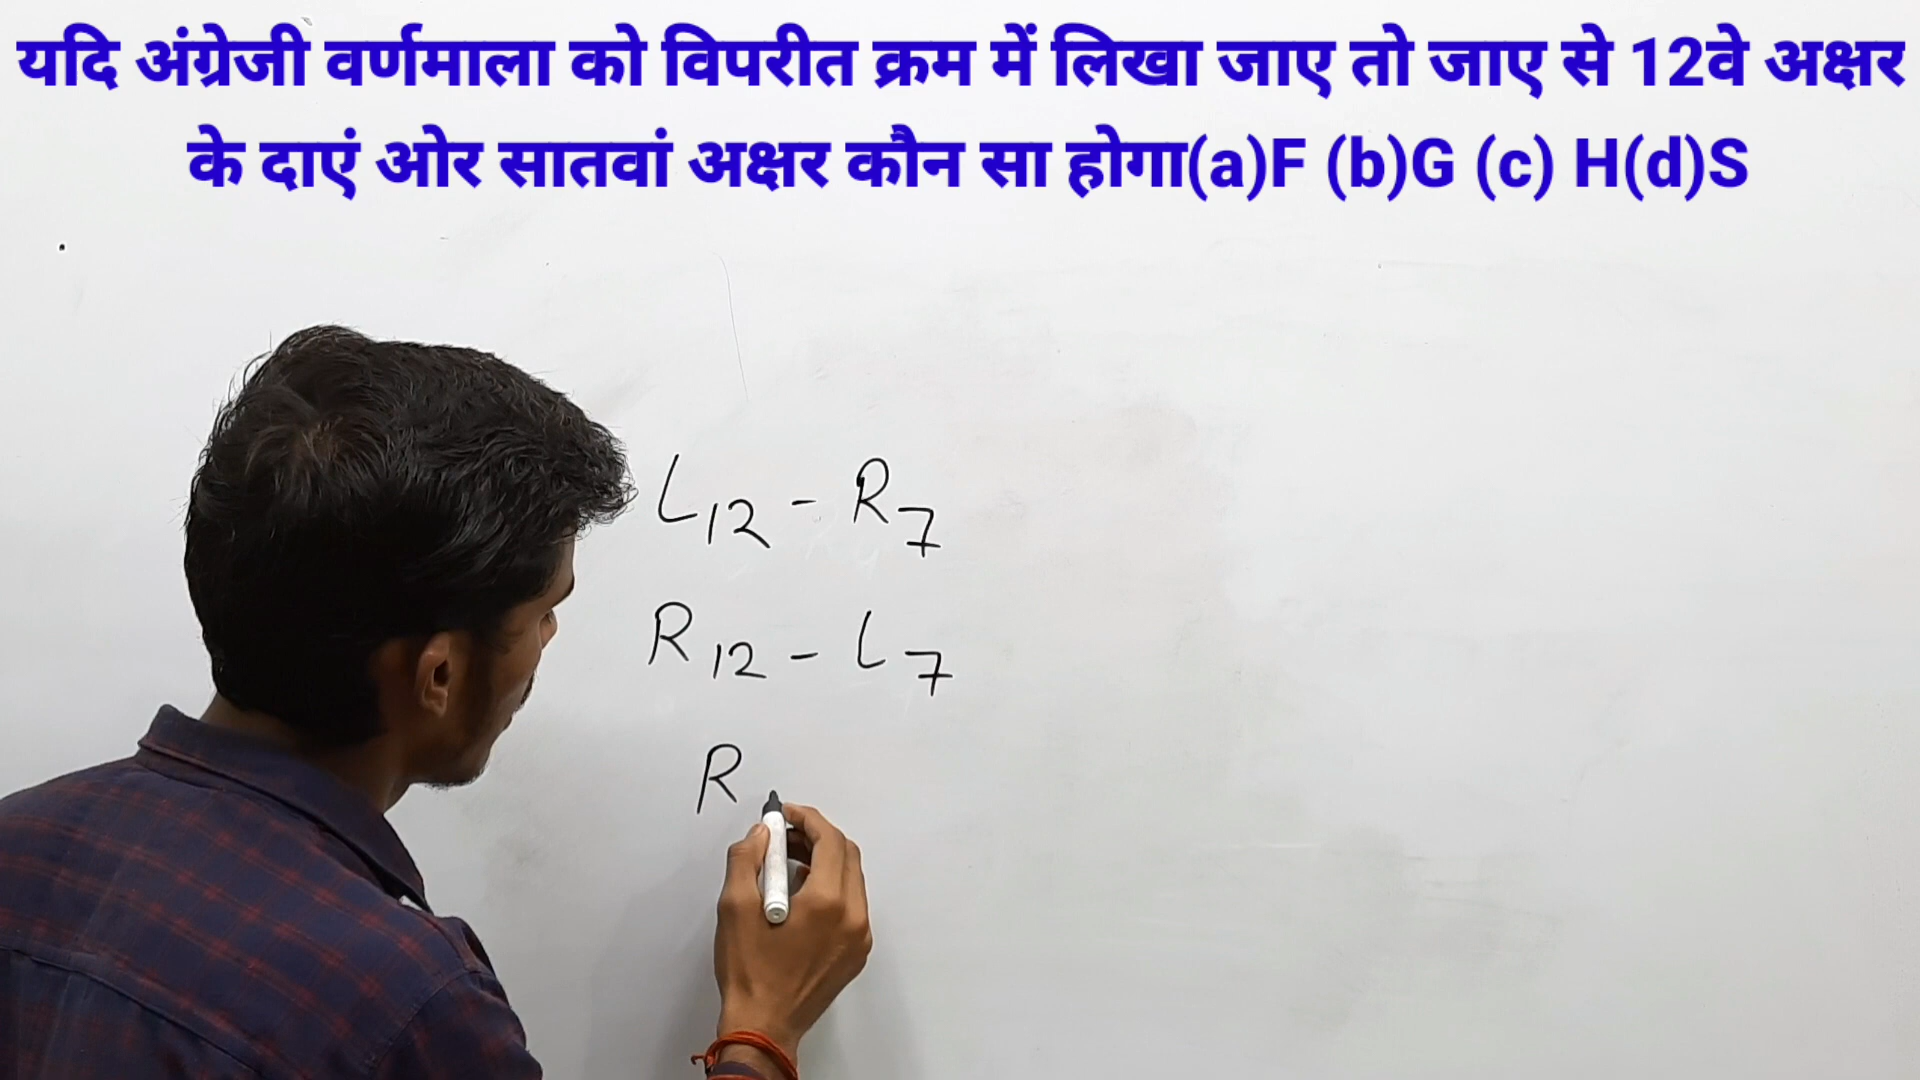 यदि अंग्रेजी वर्णमाला को विपरीत क्रम में लिखा जाए तो जाए से 12वे अक्षर
के दाएं ओर सातवां अक्षर कौन सा होगा(a)F (b)G (c) H(d)S
L12 - R7
R12 - L7
R